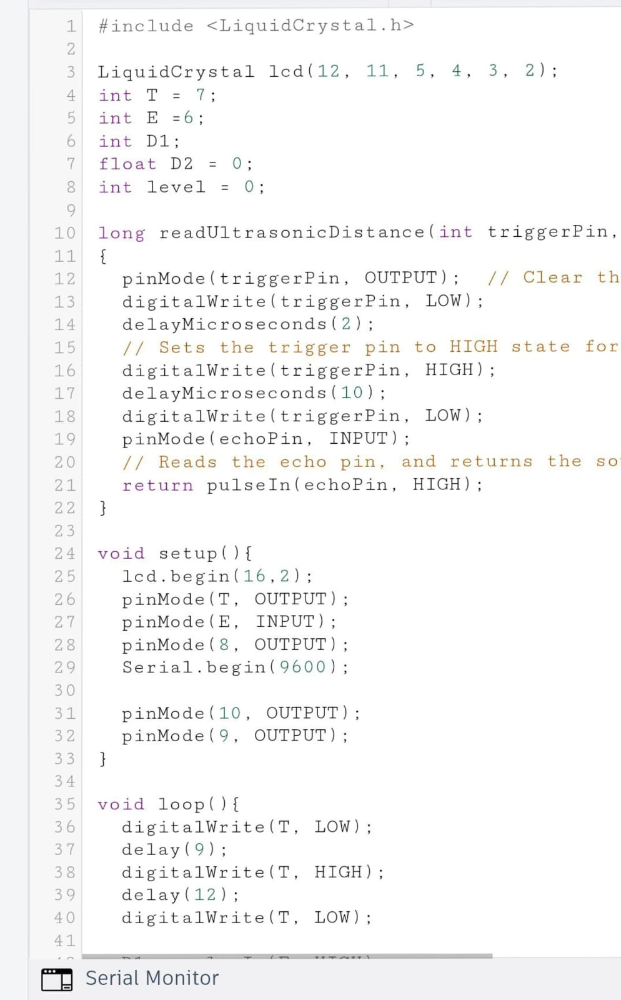 1 #include <LiquidCrystal.h>
2
3 LiquidCrystal lcd(12, 11, 5, 4, 3, 2);
4 int T = 7;
5 int E =6;
6 int D1;
7 float D2 = 0;
8 int level = 0;
9
10 long readUltrasonicDistance(int triggerPin,
11 {
12   pinMode(triggerPin, OUTPUT);  // Clear th
13   digitalWrite(triggerPin, LOW);
14   delayMicroseconds(2);
15   // Sets the trigger pin to HIGH state for
16   digitalWrite(triggerPin, HIGH);
17   delayMicroseconds(10);
18   digitalWrite(triggerPin, LOW);
19   pinMode(echoPin, INPUT);
20   // Reads the echo pin, and returns the so
21   return pulseIn(echoPin, HIGH);
22 }
23
24 void setup(){
25   lcd.begin(16,2);
26   pinMode(T, OUTPUT);
27   pinMode(E, INPUT);
28   pinMode(8, OUTPUT);
29   Serial.begin(9600);
30
31   pinMode(10, OUTPUT);
32   pinMode(9, OUTPUT);
33 }
34
35 void loop(){
36   digitalWrite(T, LOW);
37   delay(9);
38   digitalWrite(T, HIGH);
39   delay(12);
40   digitalWrite(T, LOW);
41
Serial Monitor